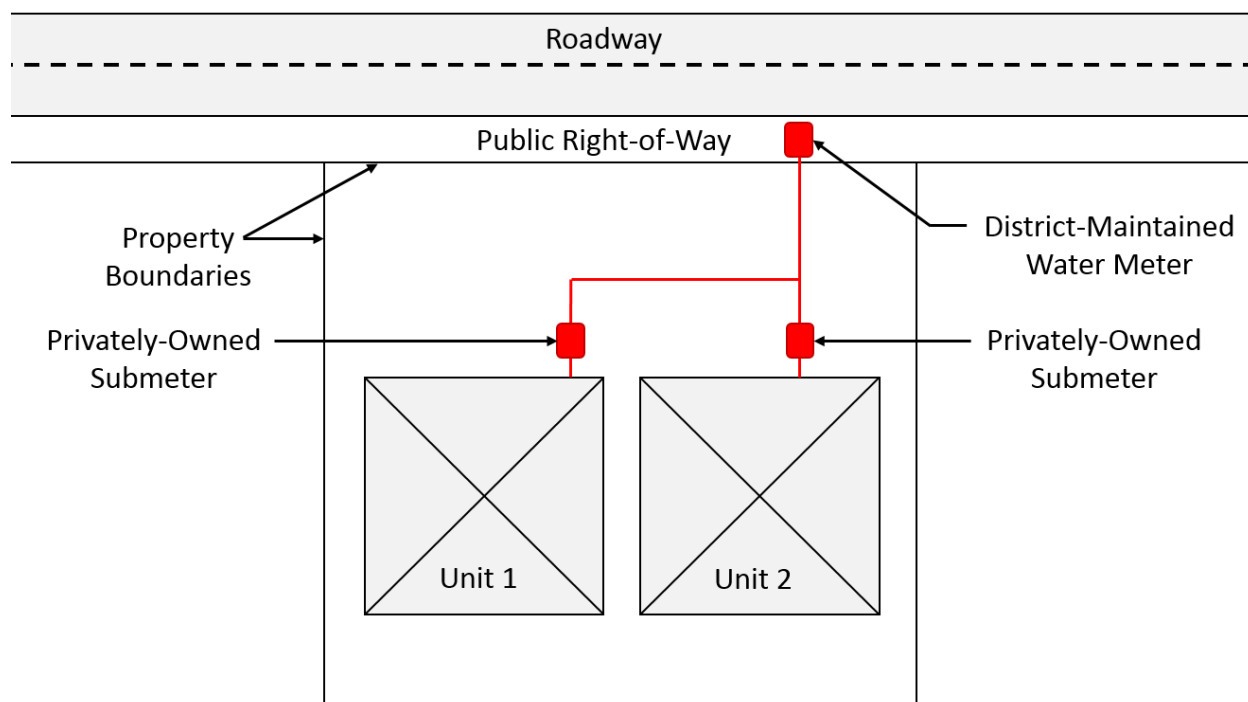 Roadway
Public Right-of-Way
Property
Boundaries
District-Maintained
Water Meter
Privately-Owned
Submeter
Privately-Owned
Submeter
Unit 1
Unit 2